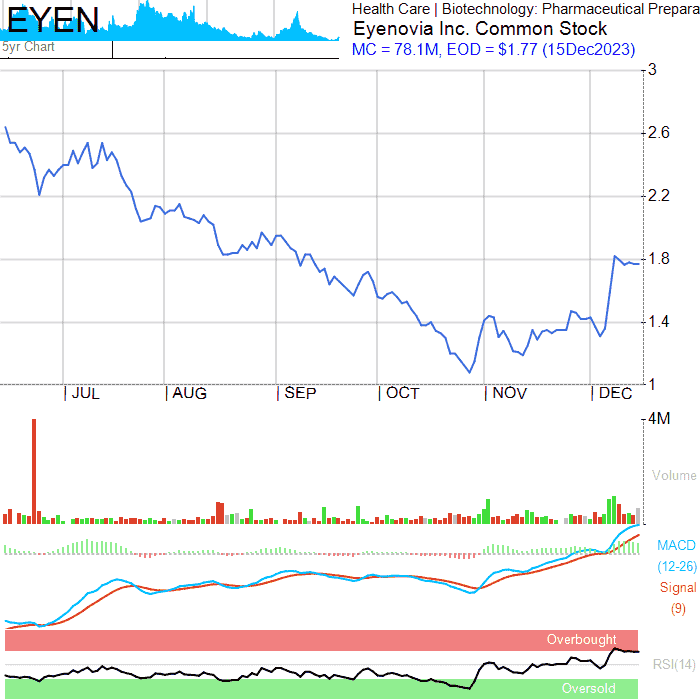 EYEN
5yr Chart
Health Care | Biotechnology: Pharmaceutical Prepara
Eyenovia Inc. Common Stock
MC = 78.1M, EOD = $1.77 (15Dec2023)
3
2.6
2.2
1.8
1.4
1
JUL AUG SEP OCT NOV DEC
4M
Volume
MACD
(12-26)
Signal
(9)
Overbought
RSI(14)
Oversold